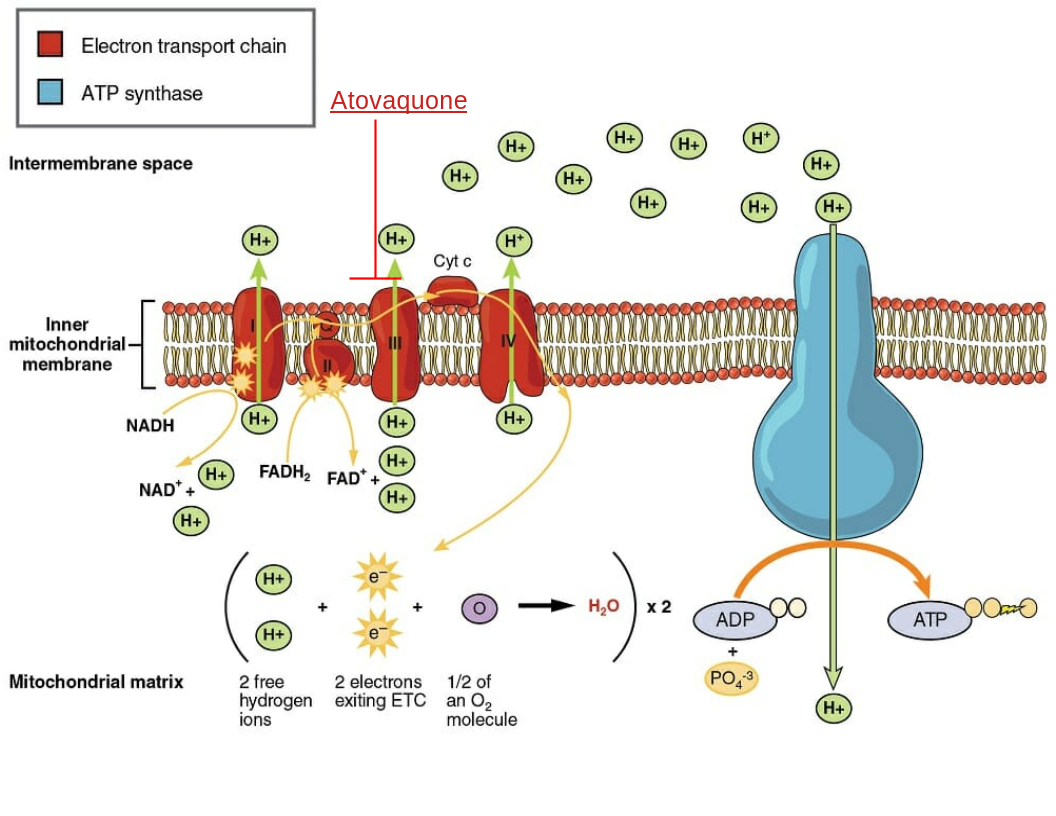 Electron transport chain
ATP synthase
Atovaquone
Intermembrane space
H+
H+
H+
H+
H+
H+
H+
H+
H+
H+
H+
H+
H⁺
Cyt c
Inner
mitochondrial
membrane
I
Q
II
III
IV
H+
H+
H+
H+
H+
NADH
NAD⁺ +
H+
H+
FADH₂
FAD⁺ +
H+
H+
e⁻
e⁻
+
+
O
H₂O
x 2
2 free
hydrogen
ions
2 electrons
exiting ETC
1/2 of
an O₂
molecule
Mitochondrial matrix
ADP
+
PO₄⁻³
ATP
H+